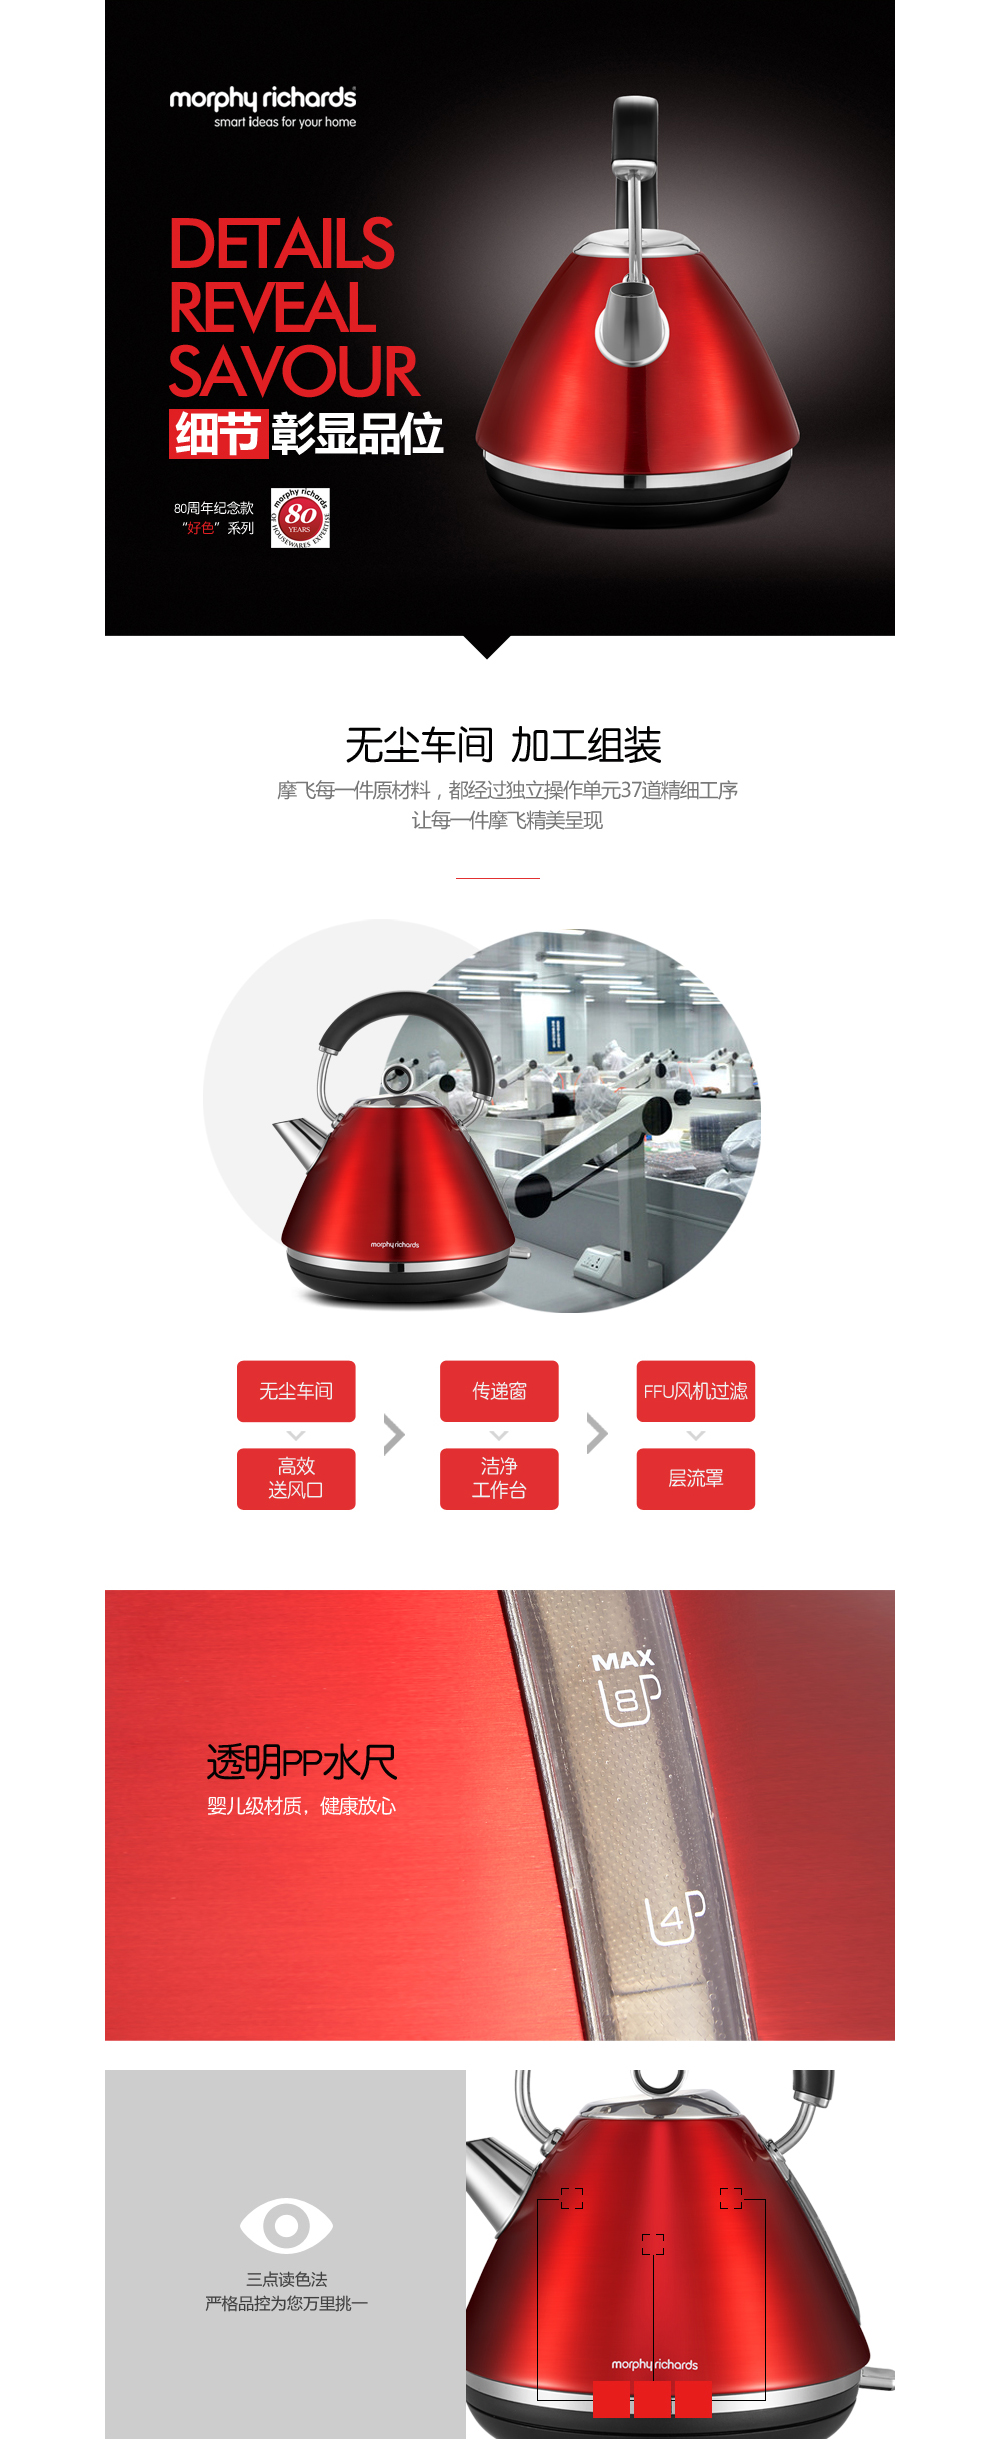 morphy richards
smart ideas for your home
DETAILS
REVEAL
SAVOUR
细节 彰显品位
80周年纪念款
“好色”系列
morphy richards
80
YEARS
OF HOUSEWARES EXPERTISE
无尘车间 加工组装
摩飞每一件原材料，都经过独立操作单元37道精细工序
让每一件摩飞精美呈现
morphy richards
无尘车间
高效
送风口
传递窗
洁净
工作台
FFU风机过滤
层流罩
MAX
8
透明PP水尺
婴儿级材质，健康放心
4
三点读色法
严格品控为您万里挑一
morphy richards